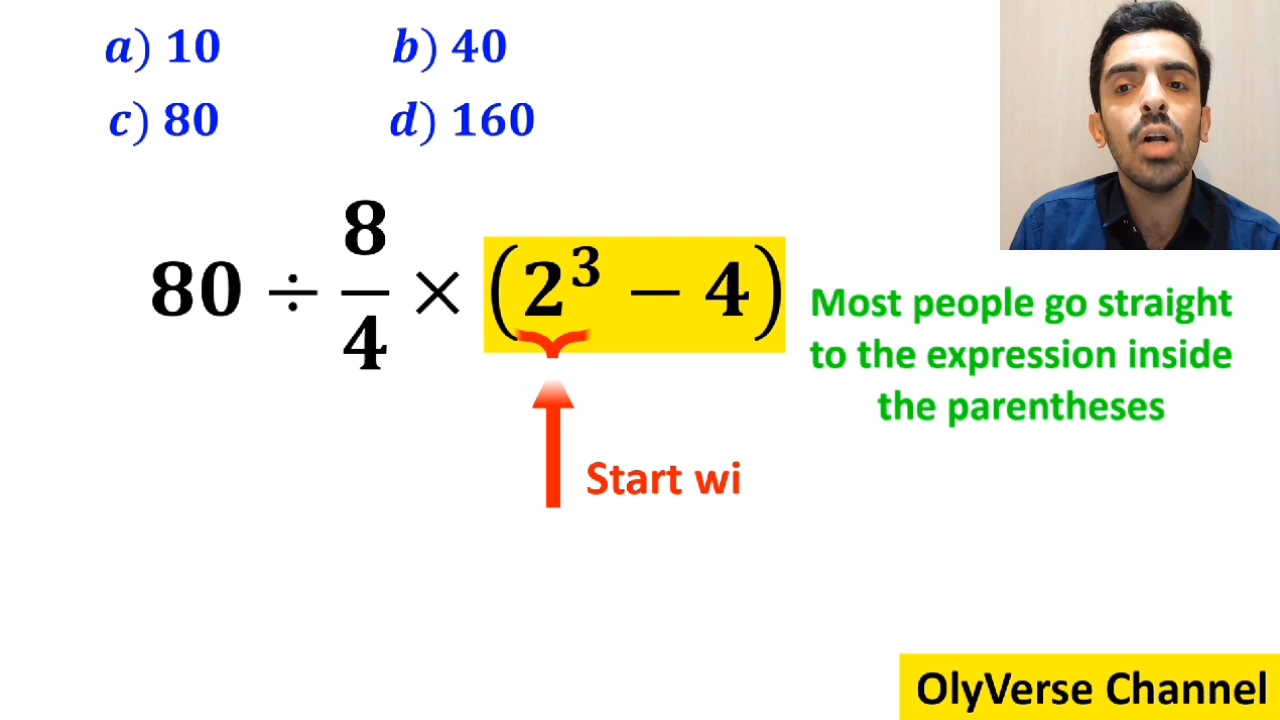 a) 10 b) 40
c) 80 d) 160
80 ÷ 8/4 × (2³ − 4)
Most people go straight
to the expression inside
the parentheses
Start wi
OlyVerse Channel